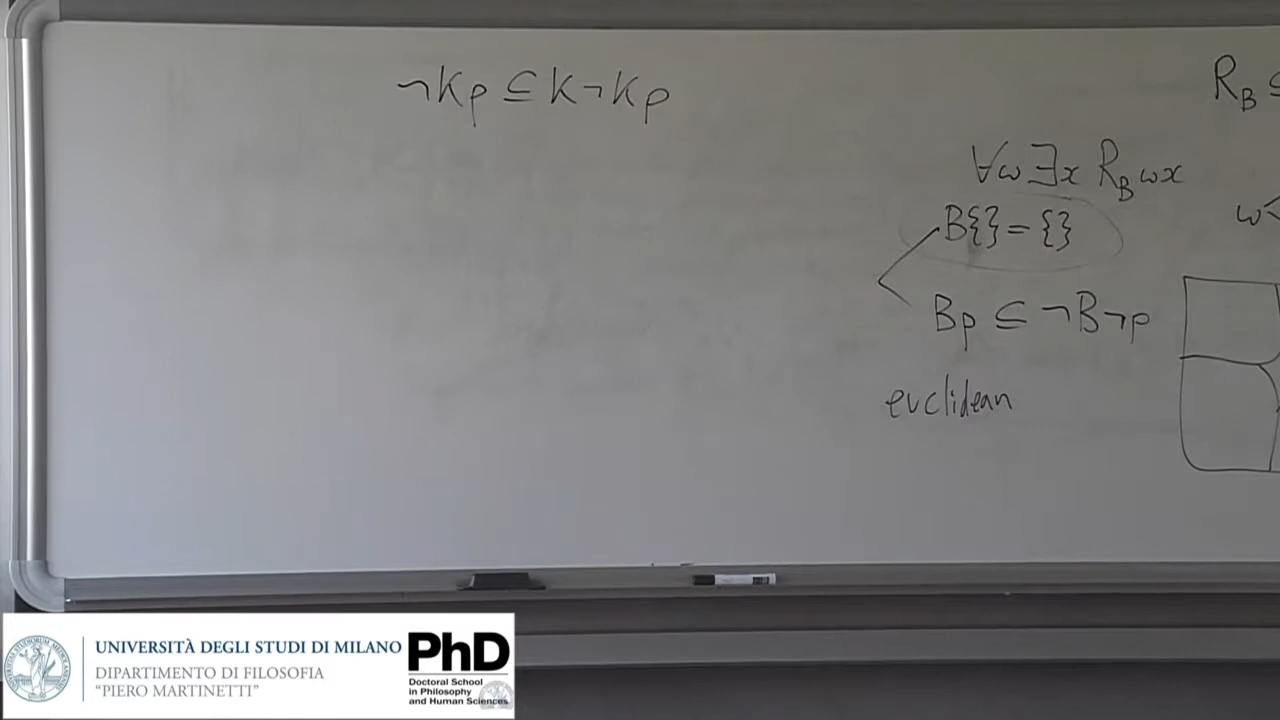 ¬Kp ⊆ K¬Kp
R_B ⊆
∀w∃x R_B wx
B{} = {}
w
Bp ⊆ ¬B¬p
euclidean
UNIVERSITÀ DEGLI STUDI DI MILANO
DIPARTIMENTO DI FILOSOFIA
“PIERO MARTINETTI”
PhD
Doctoral School
in Philosophy
and Human Sciences